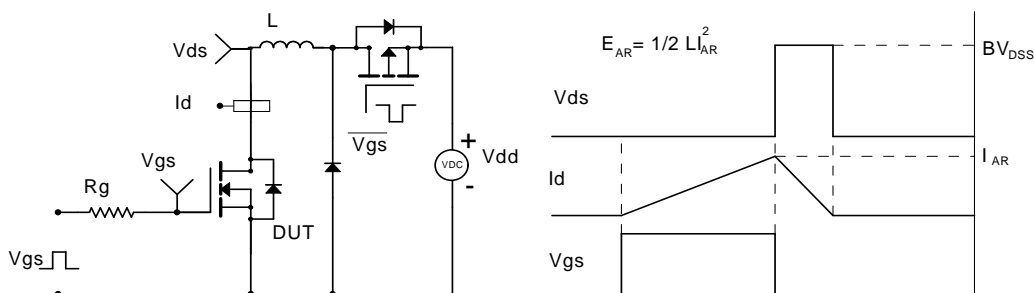 L
Vds
Id
Vgs
Vgs
Rg
DUT
Vgs
VDC
+
-
Vdd
E_AR = 1/2 LI_AR^2
Vds
BV_DSS
Id
I_AR
Vgs